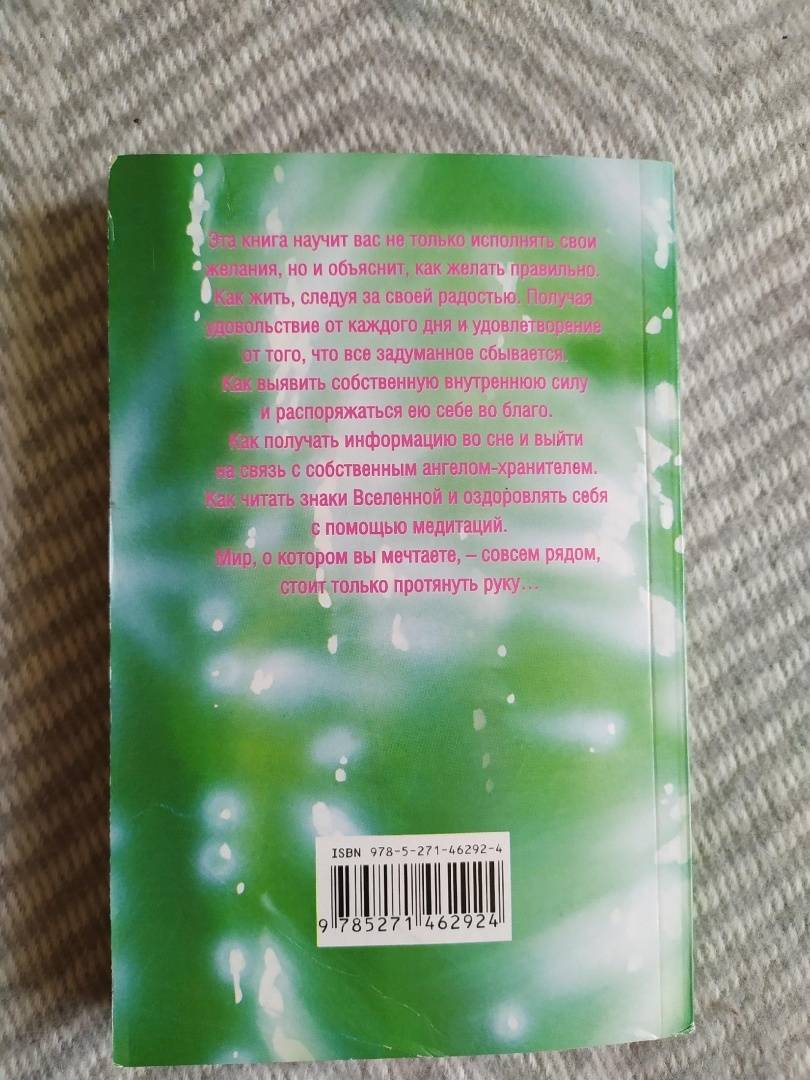 Эта книга научит вас не только исполнять свои
желания, но и объяснит, как желать правильно.
Как жить, следуя за своей радостью. Получая
удовольствие от каждого дня и удовлетворение
от того, что все задуманное сбывается.
Как выявить собственную внутреннюю силу
и распоряжаться ею себе во благо.
Как получать информацию во сне и выйти
на связь с собственным ангелом-хранителем.
Как читать знаки Вселенной и оздоровлять себя
с помощью медитаций.
Мир, о котором вы мечтаете, – совсем рядом,
стоит только протянуть руку...
ISBN 978-5-271-46292-4
9 785271 462924